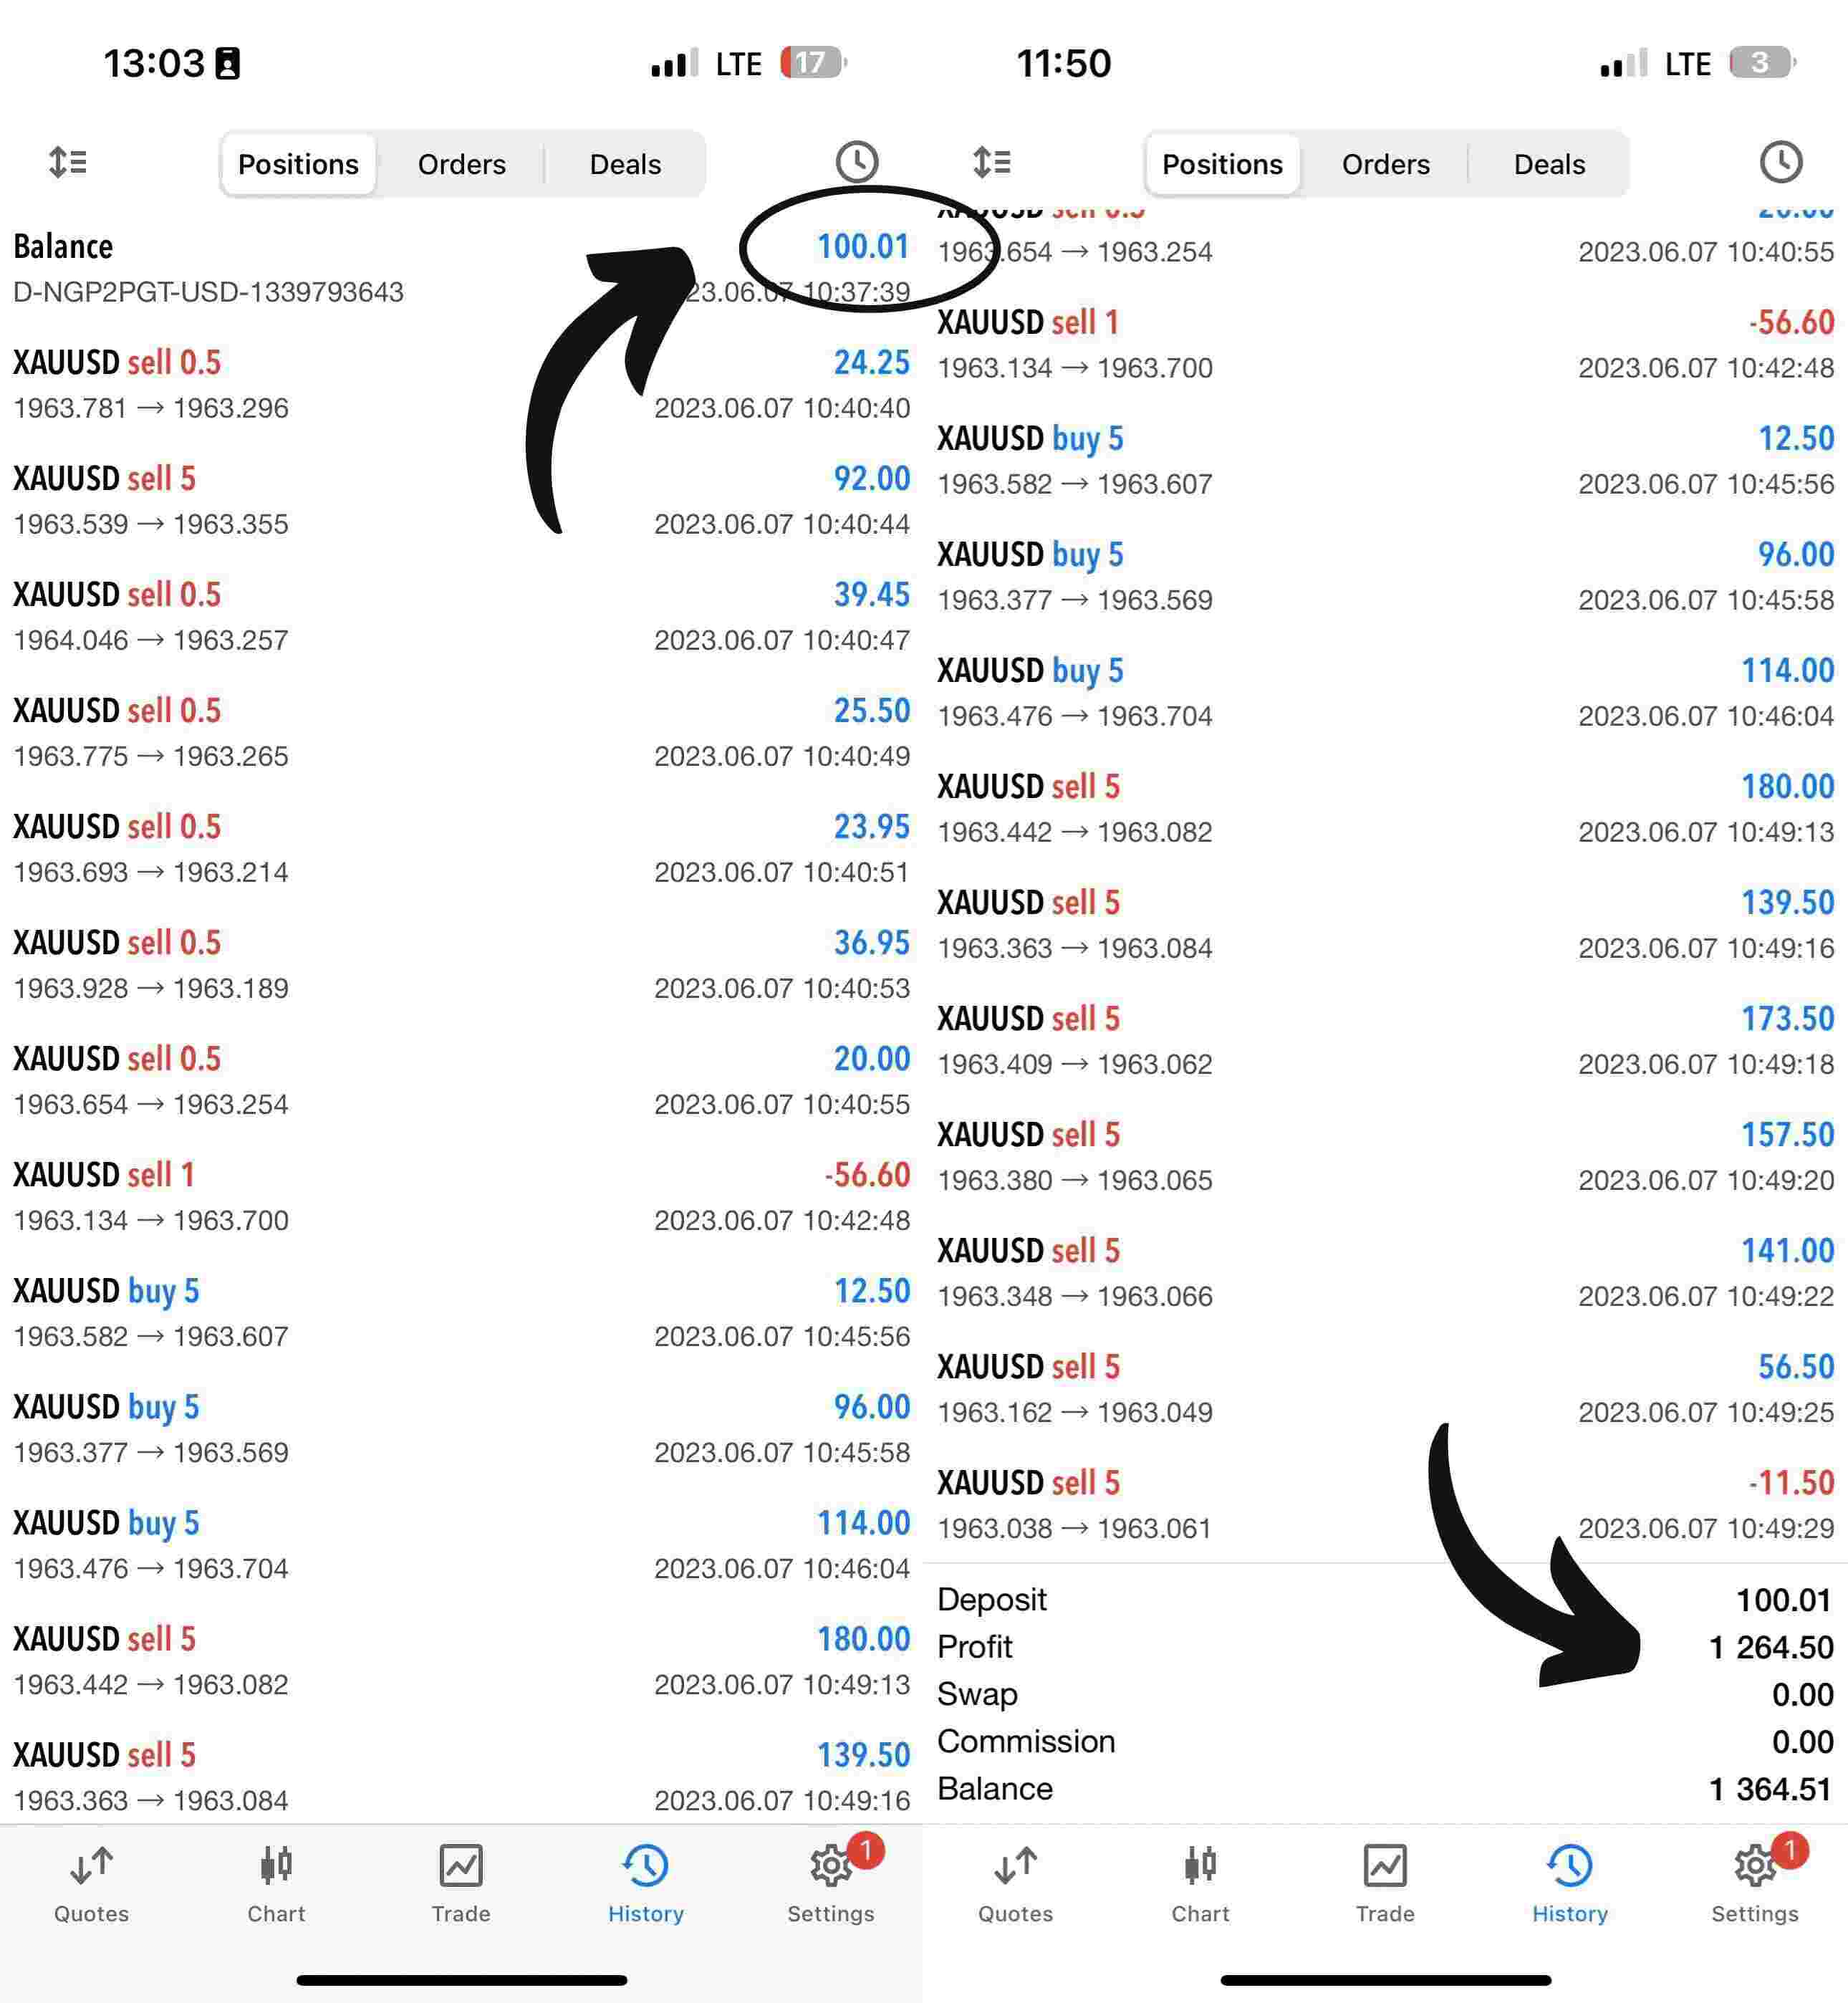 13:03 LTE 17
Positions Orders Deals
Balance 100.01
D-NGP2PGT-USD-1339793643 23.06.07 10:37:39
XAUUSD sell 0.5 24.25
1963.781 → 1963.296 2023.06.07 10:40:40
XAUUSD sell 5 92.00
1963.539 → 1963.355 2023.06.07 10:40:44
XAUUSD sell 0.5 39.45
1964.046 → 1963.257 2023.06.07 10:40:47
XAUUSD sell 0.5 25.50
1963.775 → 1963.265 2023.06.07 10:40:49
XAUUSD sell 0.5 23.95
1963.693 → 1963.214 2023.06.07 10:40:51
XAUUSD sell 0.5 36.95
1963.928 → 1963.189 2023.06.07 10:40:53
XAUUSD sell 0.5 20.00
1963.654 → 1963.254 2023.06.07 10:40:55
XAUUSD sell 1 -56.60
1963.134 → 1963.700 2023.06.07 10:42:48
XAUUSD buy 5 12.50
1963.582 → 1963.607 2023.06.07 10:45:56
XAUUSD buy 5 96.00
1963.377 → 1963.569 2023.06.07 10:45:58
XAUUSD buy 5 114.00
1963.476 → 1963.704 2023.06.07 10:46:04
XAUUSD sell 5 180.00
1963.442 → 1963.082 2023.06.07 10:49:13
XAUUSD sell 5 139.50
1963.363 → 1963.084 2023.06.07 10:49:16
Quotes Chart Trade History Settings 1
11:50 LTE 3
Positions Orders Deals
XAUUSD sell 0.5 20.00
1963.654 → 1963.254 2023.06.07 10:40:55
XAUUSD sell 1 -56.60
1963.134 → 1963.700 2023.06.07 10:42:48
XAUUSD buy 5 12.50
1963.582 → 1963.607 2023.06.07 10:45:56
XAUUSD buy 5 96.00
1963.377 → 1963.569 2023.06.07 10:45:58
XAUUSD buy 5 114.00
1963.476 → 1963.704 2023.06.07 10:46:04
XAUUSD sell 5 180.00
1963.442 → 1963.082 2023.06.07 10:49:13
XAUUSD sell 5 139.50
1963.363 → 1963.084 2023.06.07 10:49:16
XAUUSD sell 5 173.50
1963.409 → 1963.062 2023.06.07 10:49:18
XAUUSD sell 5 157.50
1963.380 → 1963.065 2023.06.07 10:49:20
XAUUSD sell 5 141.00
1963.348 → 1963.066 2023.06.07 10:49:22
XAUUSD sell 5 56.50
1963.162 → 1963.049 2023.06.07 10:49:25
XAUUSD sell 5 -11.50
1963.038 → 1963.061 2023.06.07 10:49:29
Deposit 100.01
Profit 1 264.50
Swap 0.00
Commission 0.00
Balance 1 364.51
Quotes Chart Trade History Settings 1